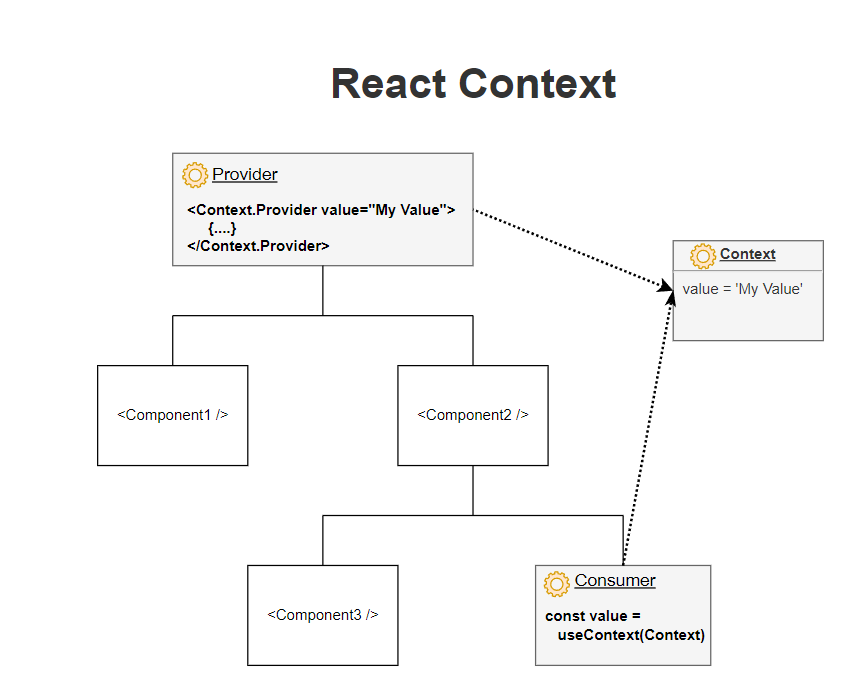 React Context
Provider
<Context.Provider value="My Value">
{....}
</Context.Provider>
Context
value = 'My Value'
<Component1 />
<Component2 />
<Component3 />
Consumer
const value =
useContext(Context)